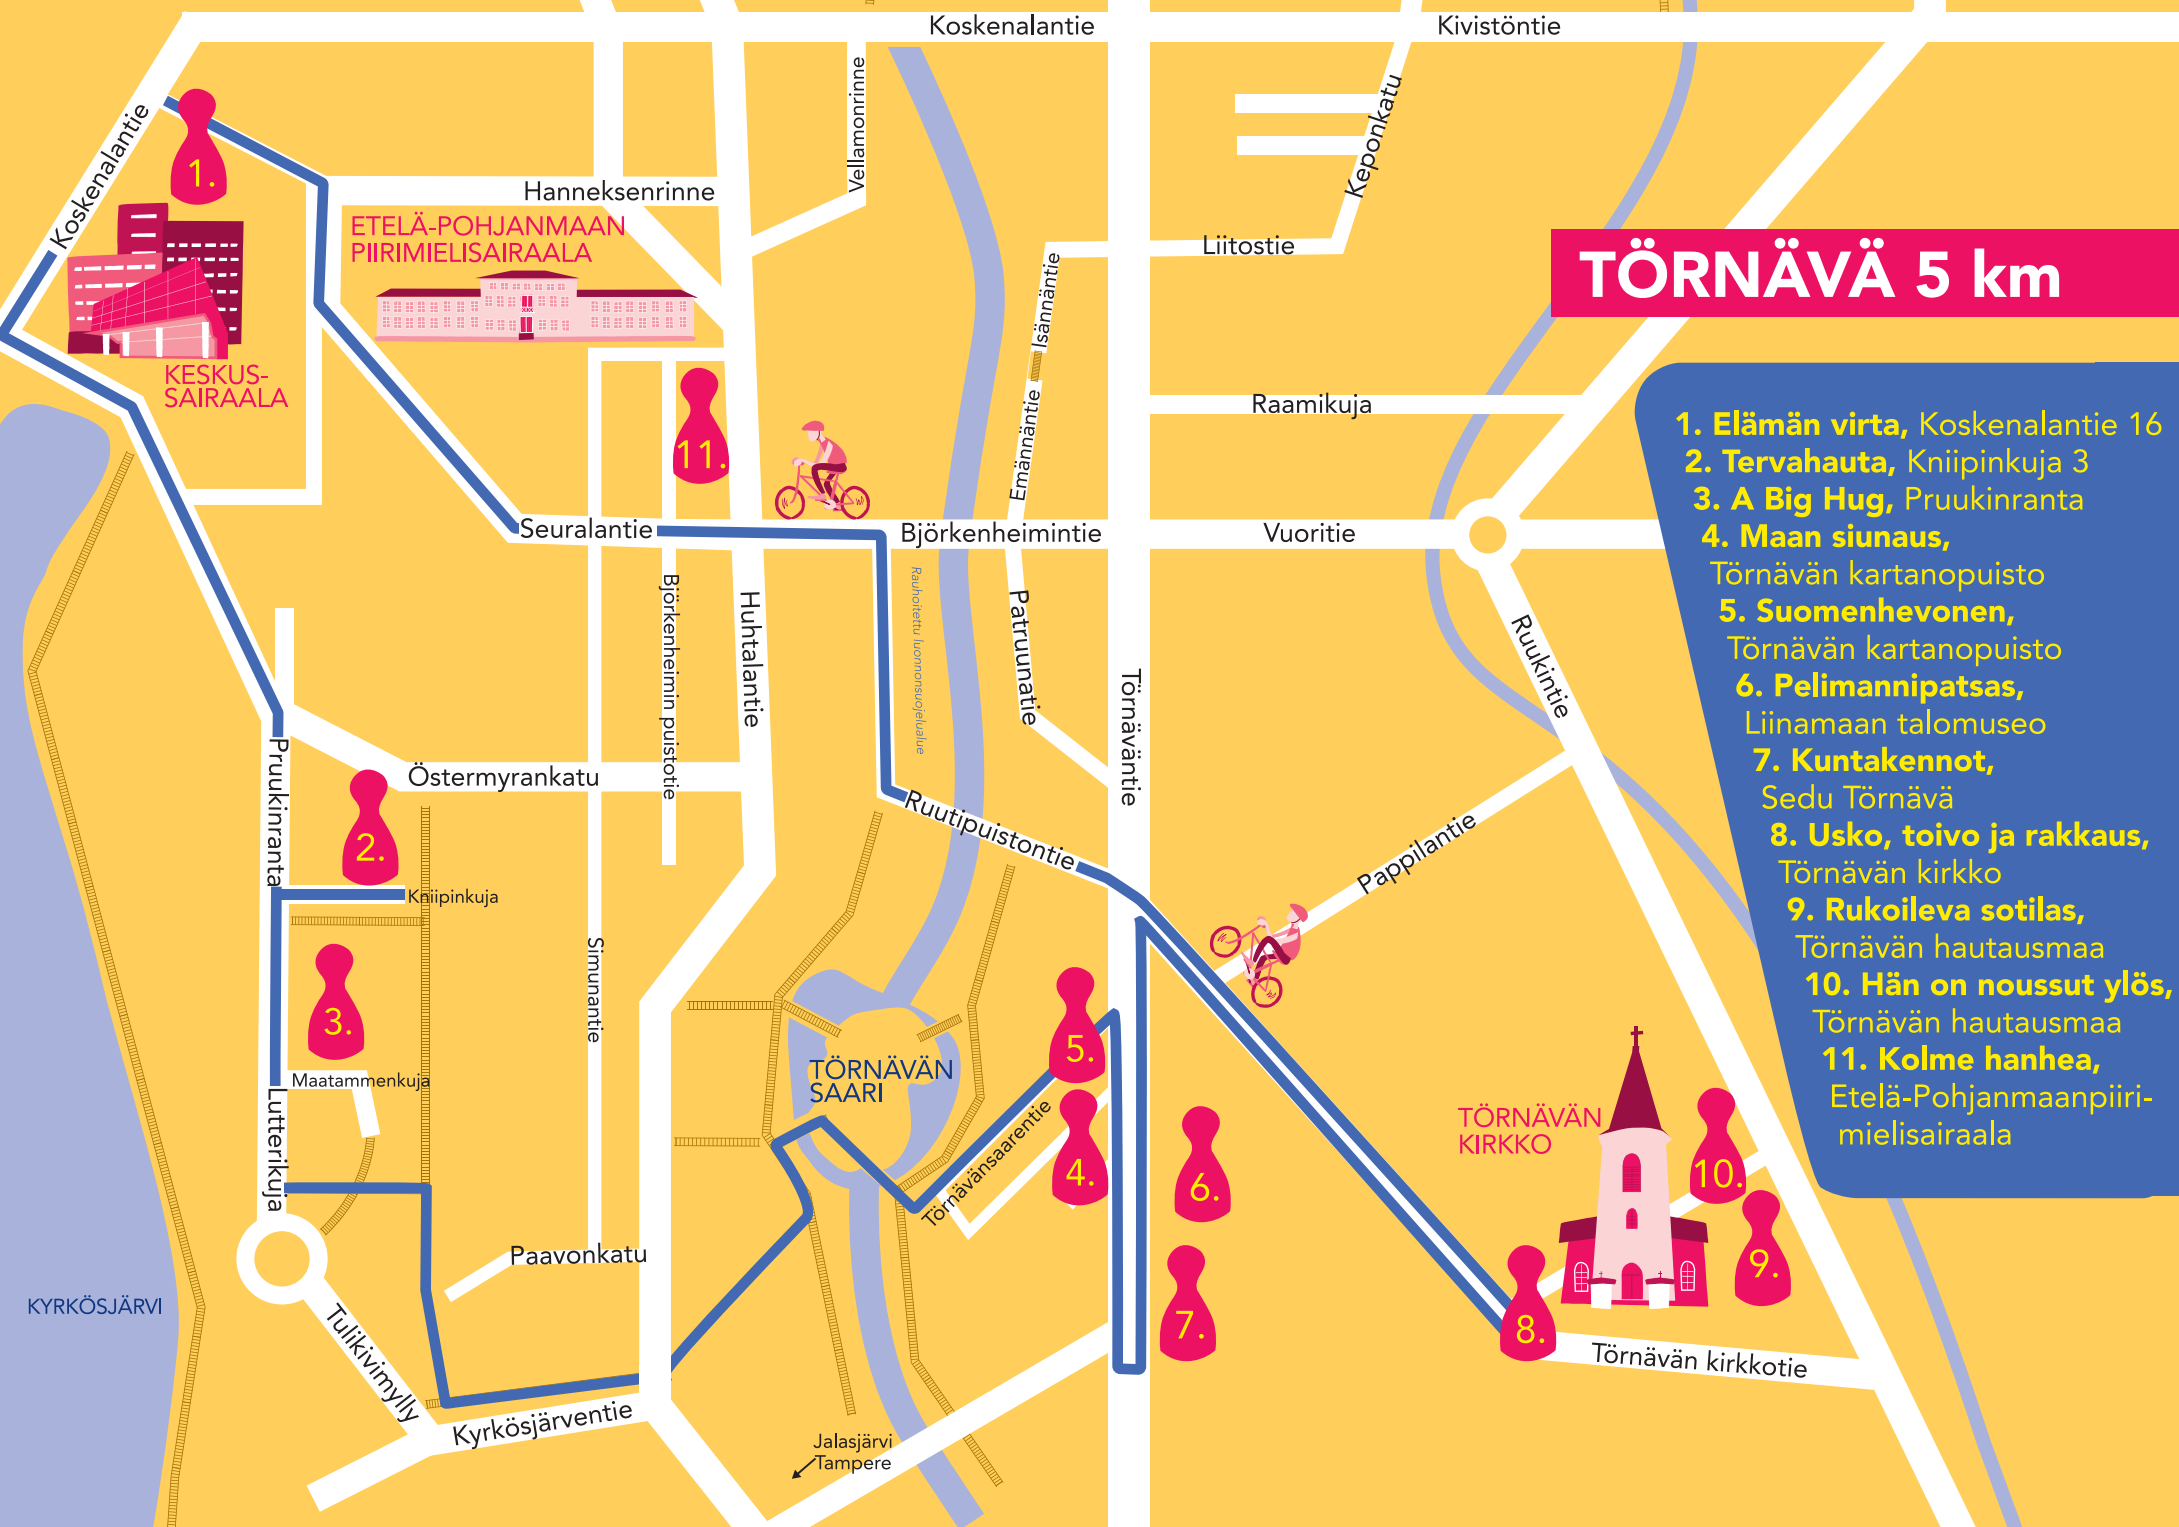 Koskenalantie
Kivistöntie
Koskenalantie
Vellamonrinne
Keponkatu
1.
Hanneksenrinne
ETELÄ-POHJANMAAN
PIIRIMIELISAIRAALA
Liitostie
Isännäntie
TÖRNÄVÄ 5 km
KESKUS-
SAIRAALA
Raamikuja
Emännäntie
11.
Seuralantie
Björkenheimintie
Vuoritie
1. Elämän virta, Koskenalantie 16
2. Tervahauta, Kniipinkuja 3
3. A Big Hug, Pruukinranta
4. Maan siunaus,
Törnävän kartanopuisto
5. Suomenhevonen,
Törnävän kartanopuisto
6. Pelimannipatsas,
Liinamaan talomuseo
7. Kuntakennot,
Sedu Törnävä
8. Usko, toivo ja rakkaus,
Törnävän kirkko
9. Rukoileva sotilas,
Törnävän hautausmaa
10. Hän on noussut ylös,
Törnävän hautausmaa
11. Kolme hanhea,
Etelä-Pohjanmaanpiiri-
mielisairaala
Björkenheimin puistotie
Huhtalantie
Rauhoitettu luonnonsuojelualue
Patruunatie
Törnäväntie
Ruukintie
Pruukinranta
Östermyrankatu
Ruutipuistontie
Pappilantie
2.
Kniipinkuja
Simunantie
3.
Maatammenkuja
Lutterikuja
TÖRNÄVÄN
SAARI
5.
Törnävänsaarentie
4.
6.
TÖRNÄVÄN
KIRKKO
10.
9.
Paavonkatu
KYRKÖSJÄRVI
Tulikivimylly
7.
8.
Törnävän kirkkotie
Kyrkösjärventie
Jalasjärvi
Tampere